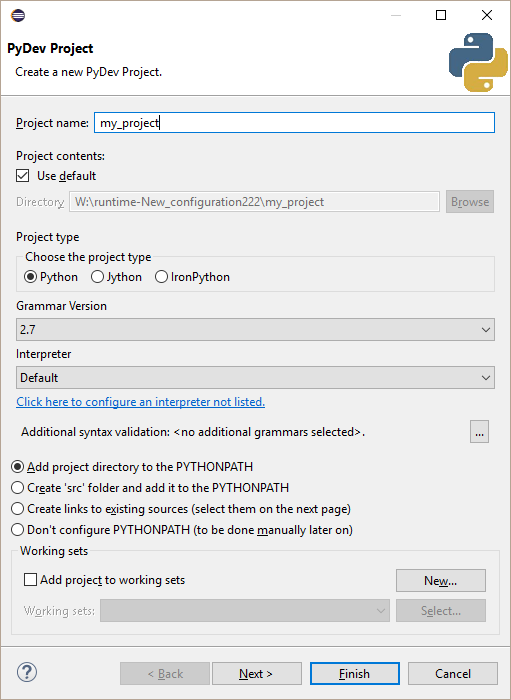 PyDev Project
Create a new PyDev Project.
Project name: my_project
Project contents:
Use default
Directory W:\runtime-New_configuration222\my_project Browse
Project type
Choose the project type
Python Jython IronPython
Grammar Version
2.7
Interpreter
Default
Click here to configure an interpreter not listed.
Additional syntax validation: <no additional grammars selected>. ...
Add project directory to the PYTHONPATH
Create 'src' folder and add it to the PYTHONPATH
Create links to existing sources (select them on the next page)
Don't configure PYTHONPATH (to be done manually later on)
Working sets
Add project to working sets New...
Working sets: Select...
? < Back Next > Finish Cancel